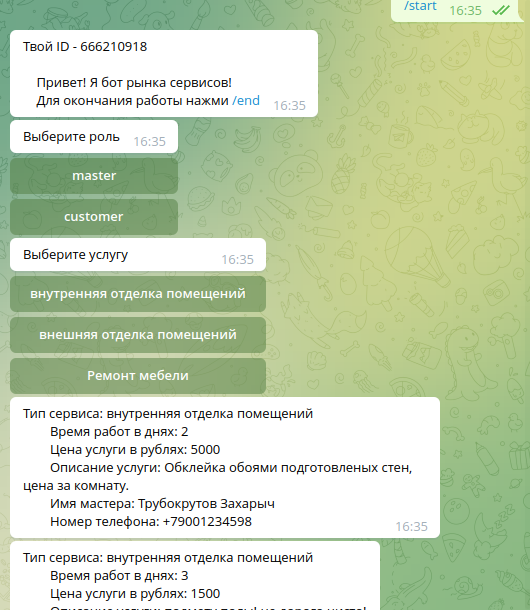 /start 16:35
Твой ID - 666210918
Привет! Я бот рынка сервисов!
Для окончания работы нажми /end 16:35
Выберите роль 16:35
master
customer
Выберите услугу 16:35
внутренняя отделка помещений
внешняя отделка помещений
Ремонт мебели
Тип сервиса: внутренняя отделка помещений
Время работ в днях: 2
Цена услуги в рублях: 5000
Описание услуги: Обклейка обоями подготовленых стен,
цена за комнату.
Имя мастера: Трубокрутов Захарыч
Номер телефона: +79001234598
16:35
Тип сервиса: внутренняя отделка помещений
Время работ в днях: 3
Цена услуги в рублях: 1500